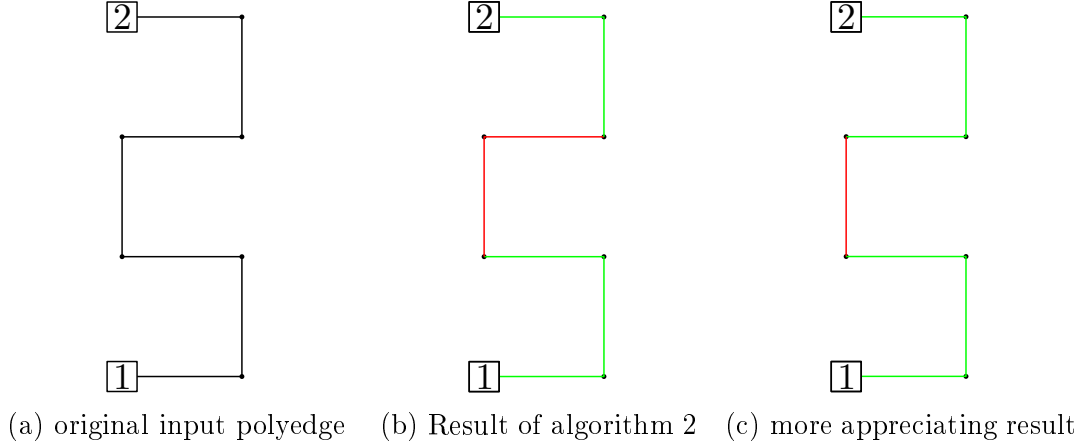 2 2 2
1 1 1
(a) original input polyedge (b) Result of algorithm 2 (c) more appreciating result